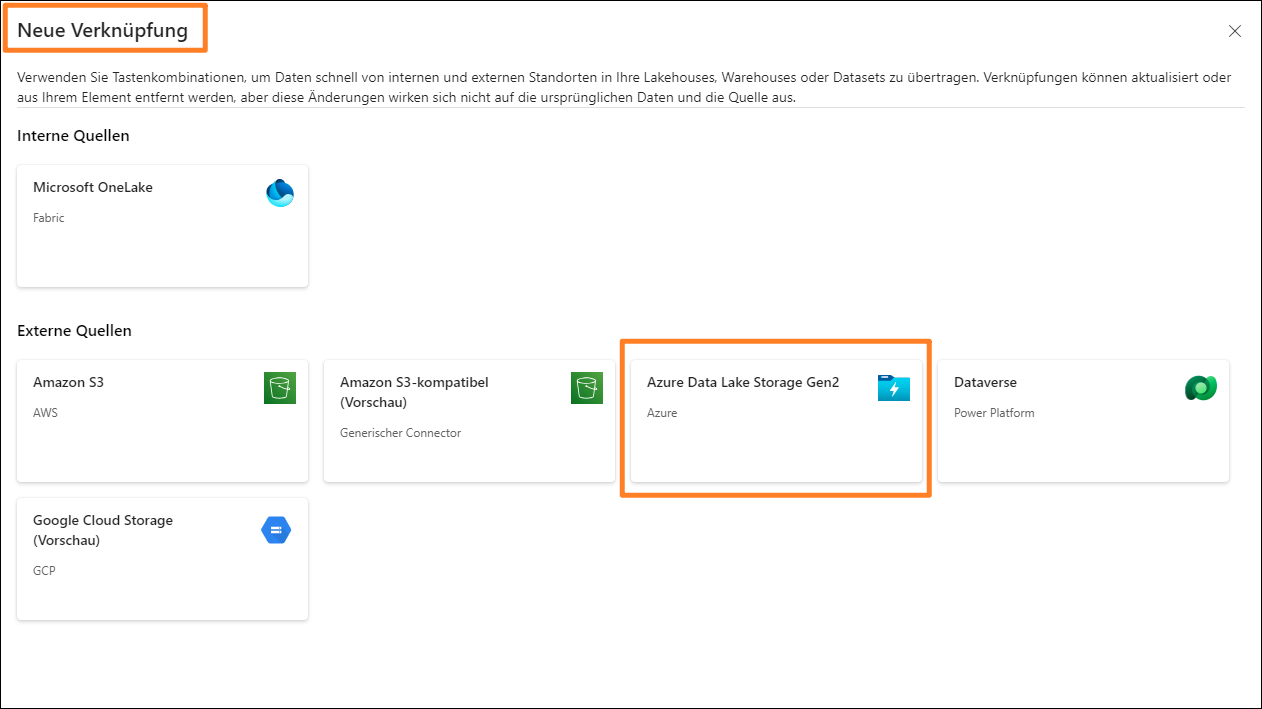 Neue Verknüpfung
Verwenden Sie Tastenkombinationen, um Daten schnell von internen und externen Standorten in Ihre Lakehouses, Warehouses oder Datasets zu übertragen. Verknüpfungen können aktualisiert oder
aus Ihrem Element entfernt werden, aber diese Änderungen wirken sich nicht auf die ursprünglichen Daten und die Quelle aus.
Interne Quellen
Microsoft OneLake
Fabric
Externe Quellen
Amazon S3
AWS
Amazon S3-kompatibel
(Vorschau)
Generischer Connector
Azure Data Lake Storage Gen2
Azure
Dataverse
Power Platform
Google Cloud Storage
(Vorschau)
GCP